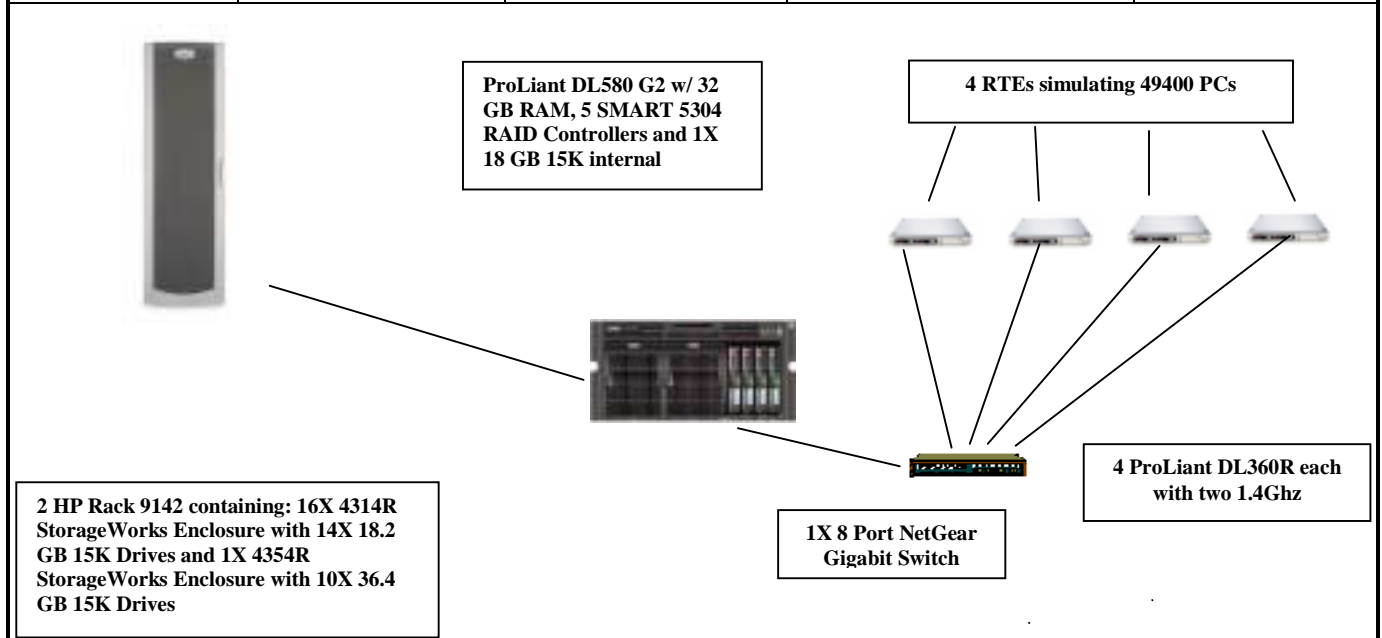 ProLiant DL580 G2 w/ 32
GB RAM, 5 SMART 5304
RAID Controllers and 1X
18 GB 15K internal
4 RTEs simulating 49400 PCs
2 HP Rack 9142 containing: 16X 4314R
StorageWorks Enclosure with 14X 18.2
GB 15K Drives and 1X 4354R
StorageWorks Enclosure with 10X 36.4
GB 15K Drives
1X 8 Port NetGear
Gigabit Switch
4 ProLiant DL360R each
with two 1.4Ghz